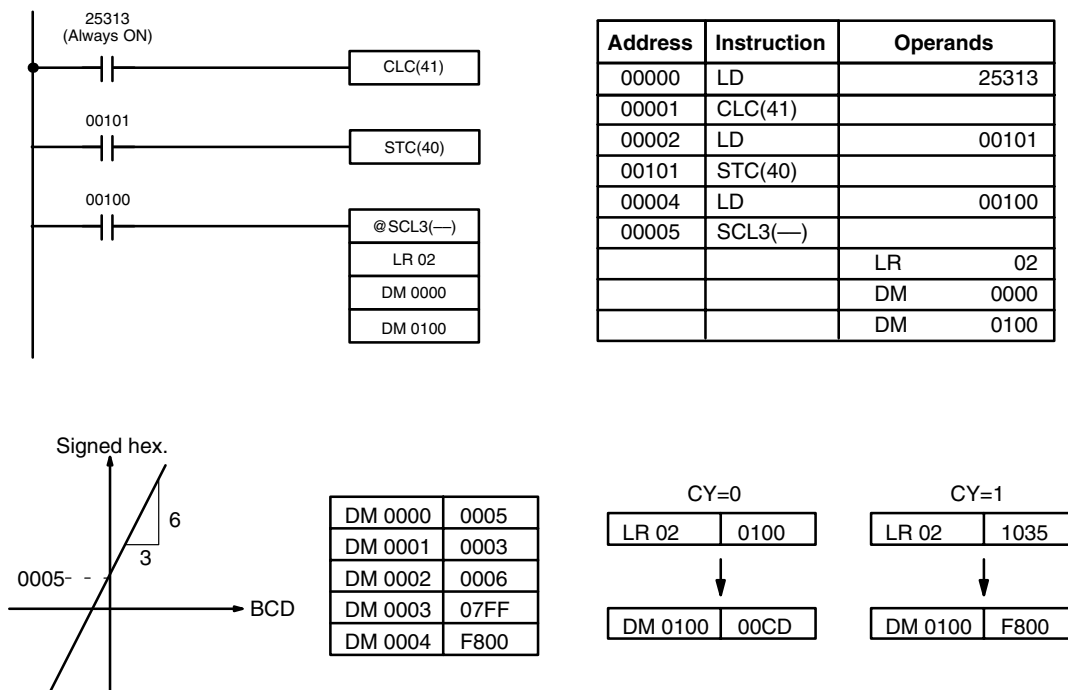 25313
(Always ON)
CLC(41)
00101
STC(40)
00100
@SCL3(—)
LR 02
DM 0000
DM 0100
Address Instruction Operands
00000 LD 25313
00001 CLC(41)
00002 LD 00101
00101 STC(40)
00004 LD 00100
00005 SCL3(—)
LR 02
DM 0000
DM 0100
Signed hex.
6
3
0005
BCD
DM 0000 0005
DM 0001 0003
DM 0002 0006
DM 0003 07FF
DM 0004 F800
CY=0
LR 02 0100
DM 0100 00CD
CY=1
LR 02 1035
DM 0100 F800